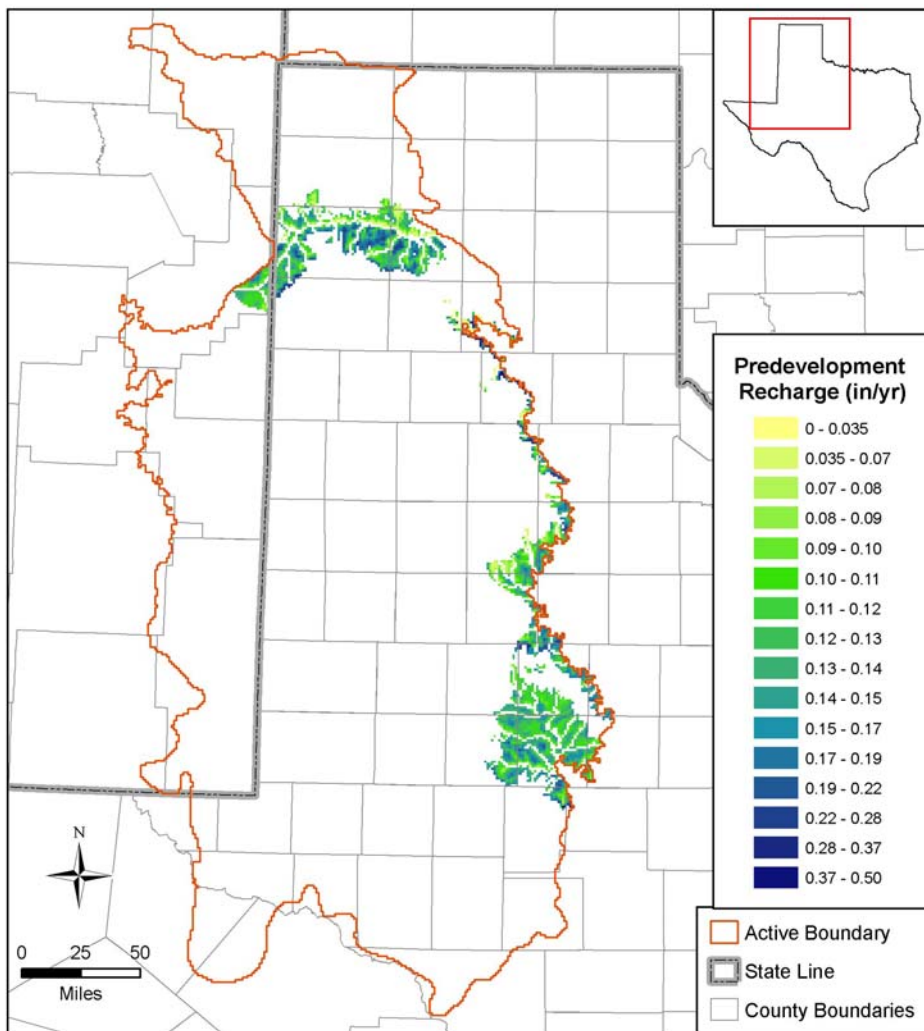 Predevelopment
Recharge (in/yr)
0 - 0.035
0.035 - 0.07
0.07 - 0.08
0.08 - 0.09
0.09 - 0.10
0.10 - 0.11
0.11 - 0.12
0.12 - 0.13
0.13 - 0.14
0.14 - 0.15
0.15 - 0.17
0.17 - 0.19
0.19 - 0.22
0.22 - 0.28
0.28 - 0.37
0.37 - 0.50
Active Boundary
State Line
County Boundaries
N
0 25 50
Miles